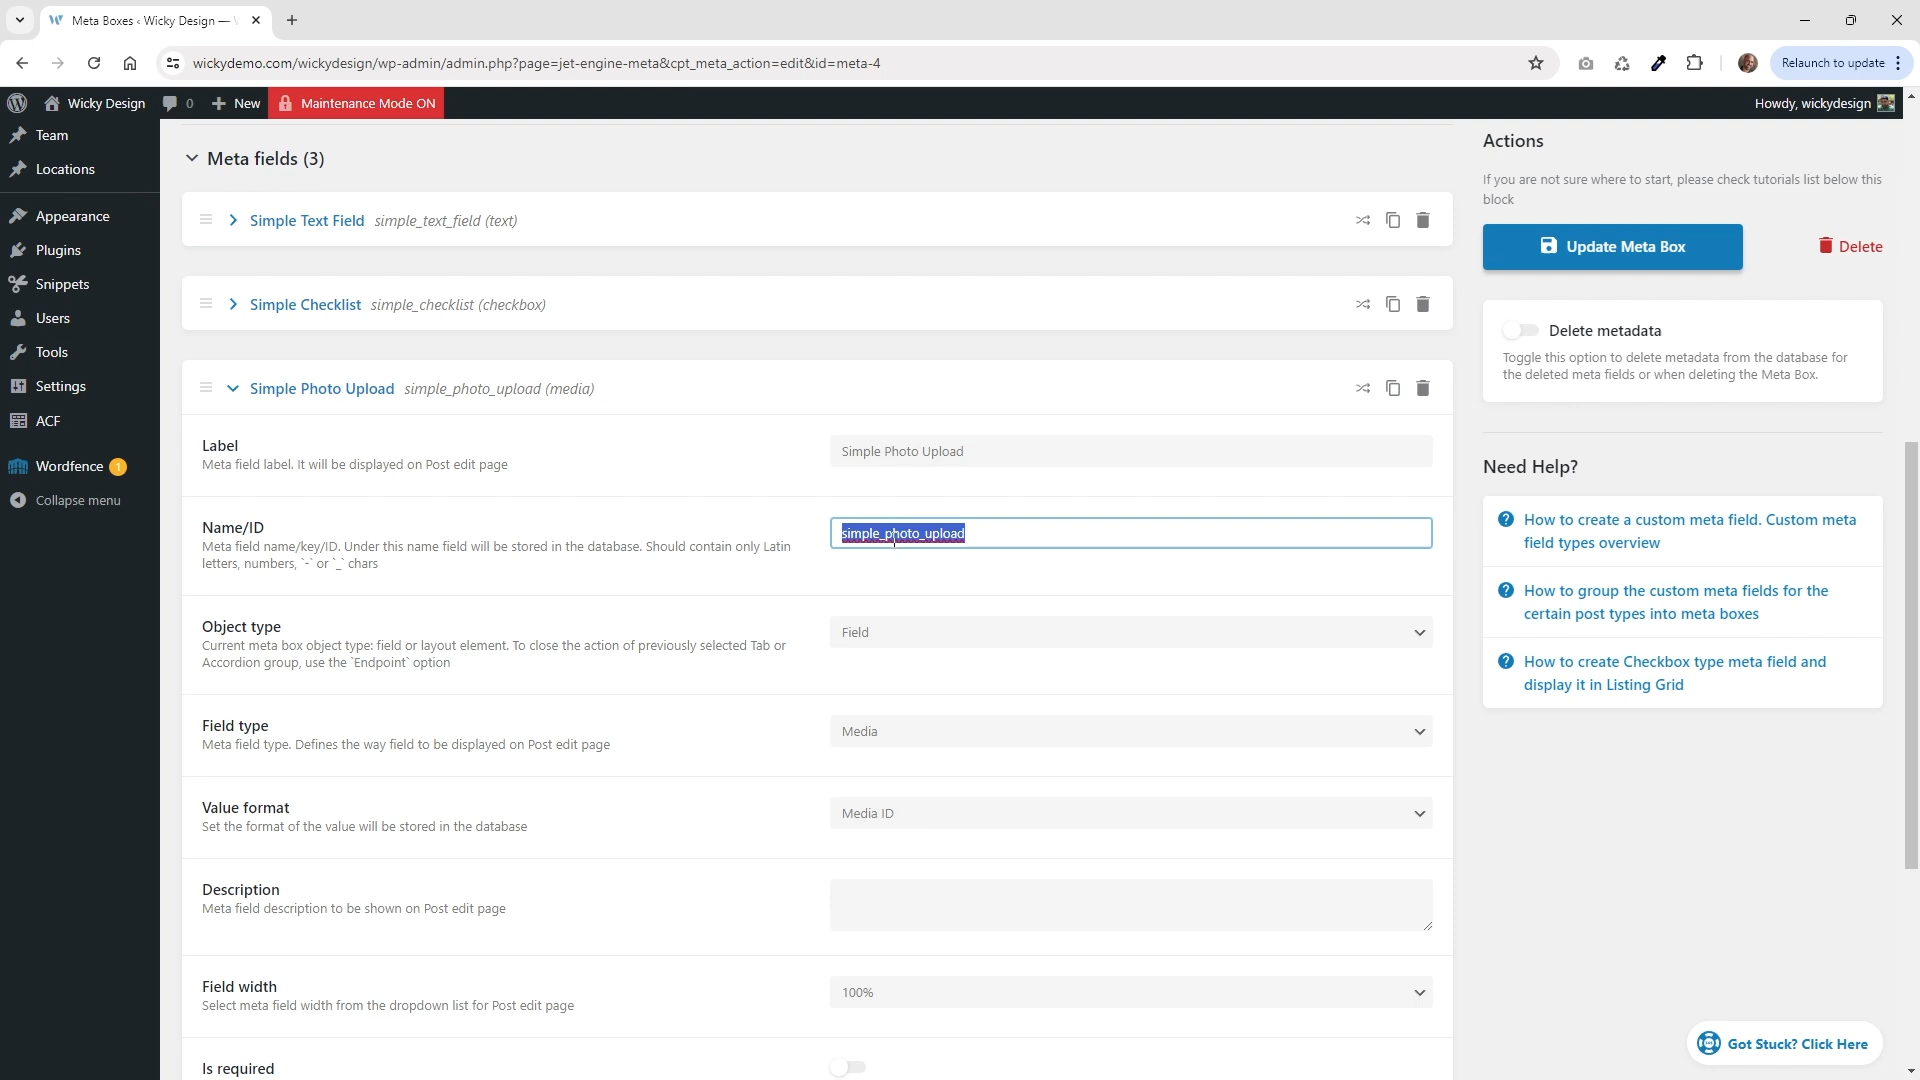 Meta Boxes ‹ Wicky Design —
wickydemo.com/wickydesign/wp-admin/admin.php?page=jet-engine-meta&cpt_meta_action=edit&id=meta-4
Relaunch to update
Wicky Design
0
New
Maintenance Mode ON
Howdy, wickydesign
Team
Locations
Appearance
Plugins
Snippets
Users
Tools
Settings
ACF
Wordfence 1
Collapse menu
Meta fields (3)
Simple Text Field simple_text_field (text)
Simple Checklist simple_checklist (checkbox)
Simple Photo Upload simple_photo_upload (media)
Label
Meta field label. It will be displayed on Post edit page
Simple Photo Upload
Name/ID
Meta field name/key/ID. Under this name field will be stored in the database. Should contain only Latin
letters, numbers, `-` or `_` chars
simple_photo_upload
Object type
Current meta box object type: field or layout element. To close the action of previously selected Tab or
Accordion group, use the `Endpoint` option
Field
Field type
Meta field type. Defines the way field to be displayed on Post edit page
Media
Value format
Set the format of the value will be stored in the database
Media ID
Description
Meta field description to be shown on Post edit page
Field width
Select meta field width from the dropdown list for Post edit page
100%
Is required
Actions
If you are not sure where to start, please check tutorials list below this
block
Update Meta Box
Delete
Delete metadata
Toggle this option to delete metadata from the database for
the deleted meta fields or when deleting the Meta Box.
Need Help?
How to create a custom meta field. Custom meta
field types overview
How to group the custom meta fields for the
certain post types into meta boxes
How to create Checkbox type meta field and
display it in Listing Grid
Got Stuck? Click Here